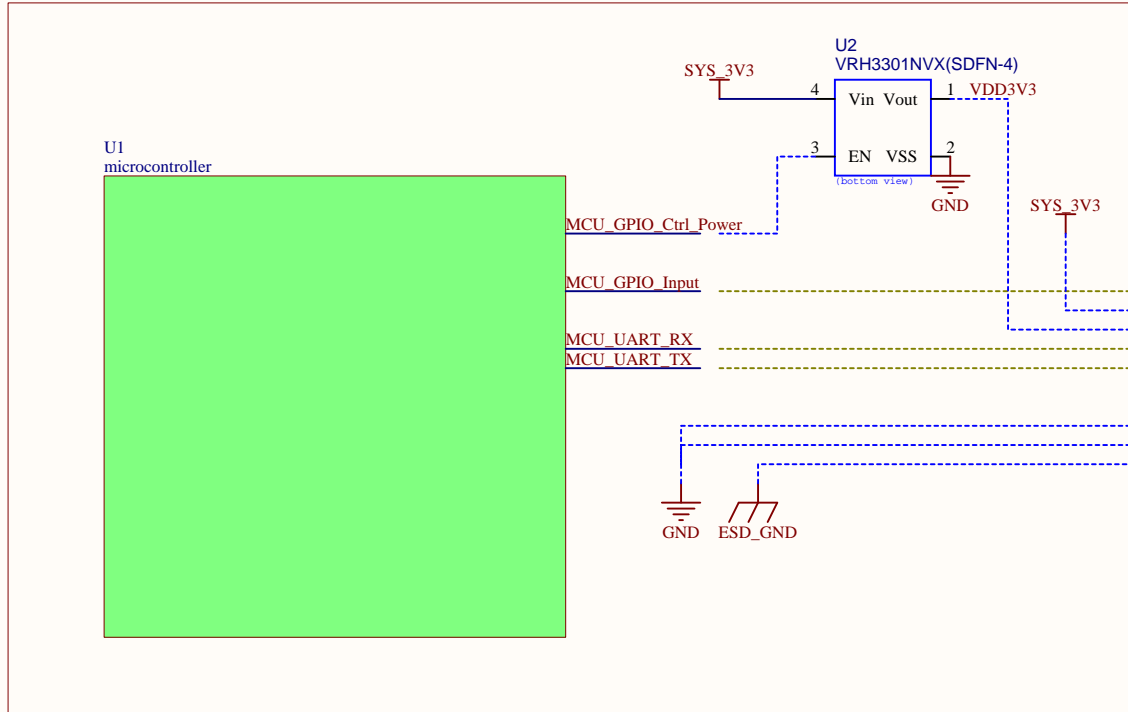 U2
VRH3301NVX(SDFN-4)
SYS_3V3
4 Vin Vout 1 VDD3V3
3 EN VSS 2
(bottom view)
GND
SYS_3V3
U1
microcontroller
MCU_GPIO_Ctrl_Power
MCU_GPIO_Input
MCU_UART_RX
MCU_UART_TX
GND
ESD_GND